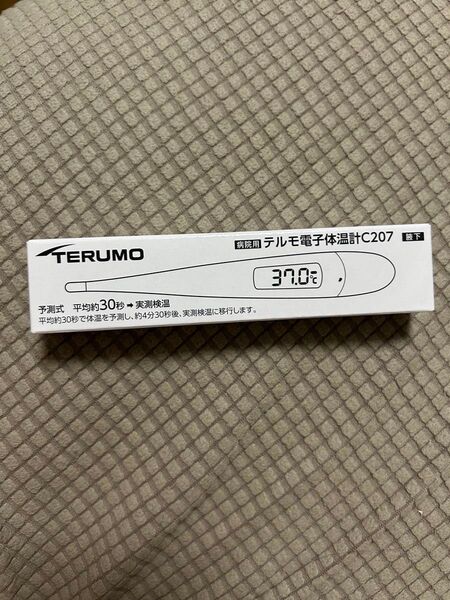 TERUMO
病院用 テルモ電子体温計C207 腋下
37.0℃
予測式 平均約30秒➡実測検温
平均約30秒で体温を予測し、約4分30秒後、実測検温に移行します。